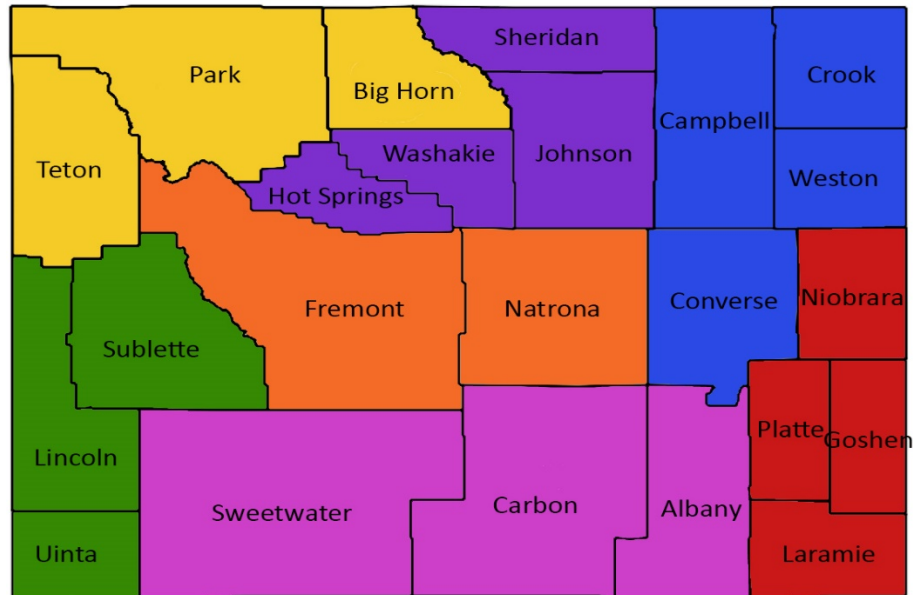 Sheridan
Park
Crook
Big Horn
Campbell
Washakie
Johnson
Teton
Weston
Hot Springs
Fremont
Natrona
Converse
Niobrara
Sublette
Platte
Goshen
Lincoln
Sweetwater
Carbon
Albany
Uinta
Laramie